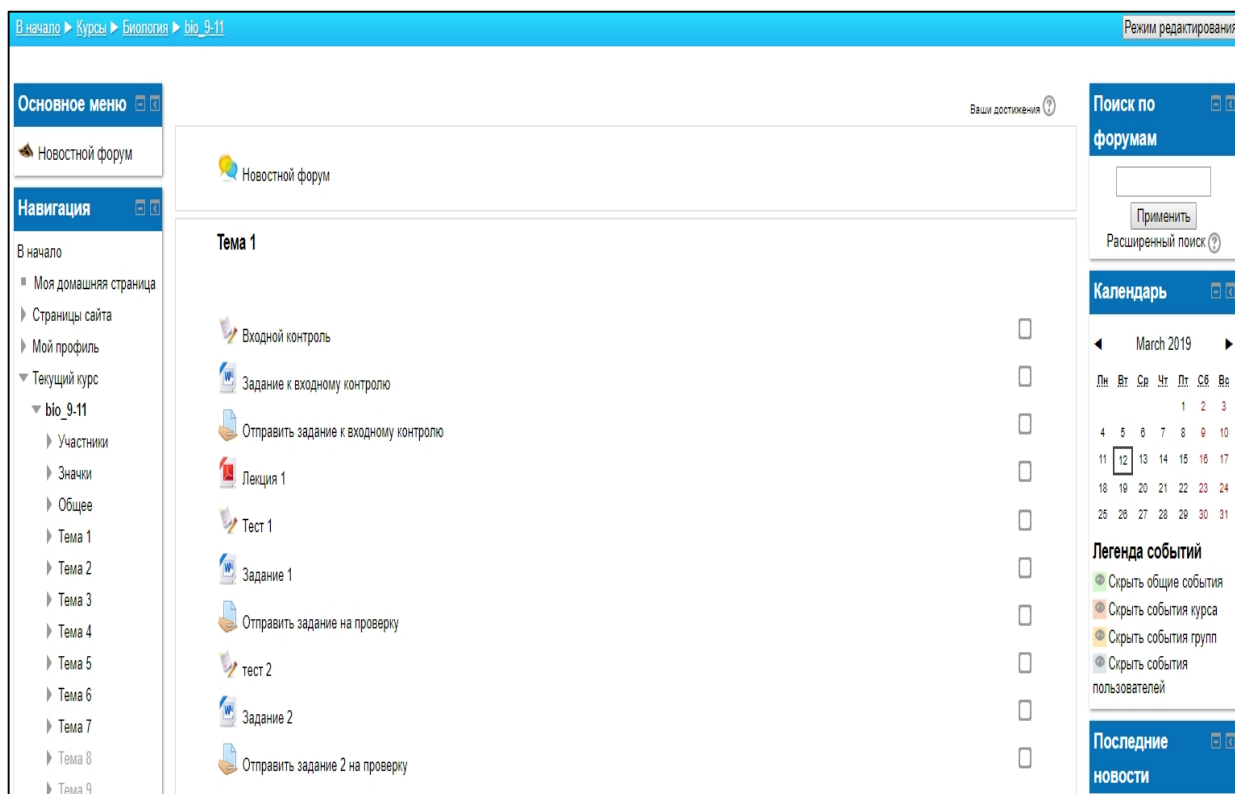 В начало ▶ Курсы ▶ Биология ▶ bio_9-11
Режим редактирования
Основное меню
Новостной форум
Навигация
В начало
Моя домашняя страница
Страницы сайта
Мой профиль
Текущий курс
bio_9-11
Участники
Значки
Общее
Тема 1
Тема 2
Тема 3
Тема 4
Тема 5
Тема 6
Тема 7
Тема 8
Тема 9
Ваши достижения
Новостной форум
Тема 1
Входной контроль
Задание к входному контролю
Отправить задание к входному контролю
Лекция 1
Тест 1
Задание 1
Отправить задание на проверку
тест 2
Задание 2
Отправить задание 2 на проверку
Поиск по
форумам
Применить
Расширенный поиск
Календарь
◀ March 2019 ▶
Пн Вт Ср Чт Пт Сб Вс
1 2 3
4 5 6 7 8 9 10
11 12 13 14 15 16 17
18 19 20 21 22 23 24
25 26 27 28 29 30 31
Легенда событий
Скрыть общие события
Скрыть события курса
Скрыть события групп
Скрыть события
пользователей
Последние
новости